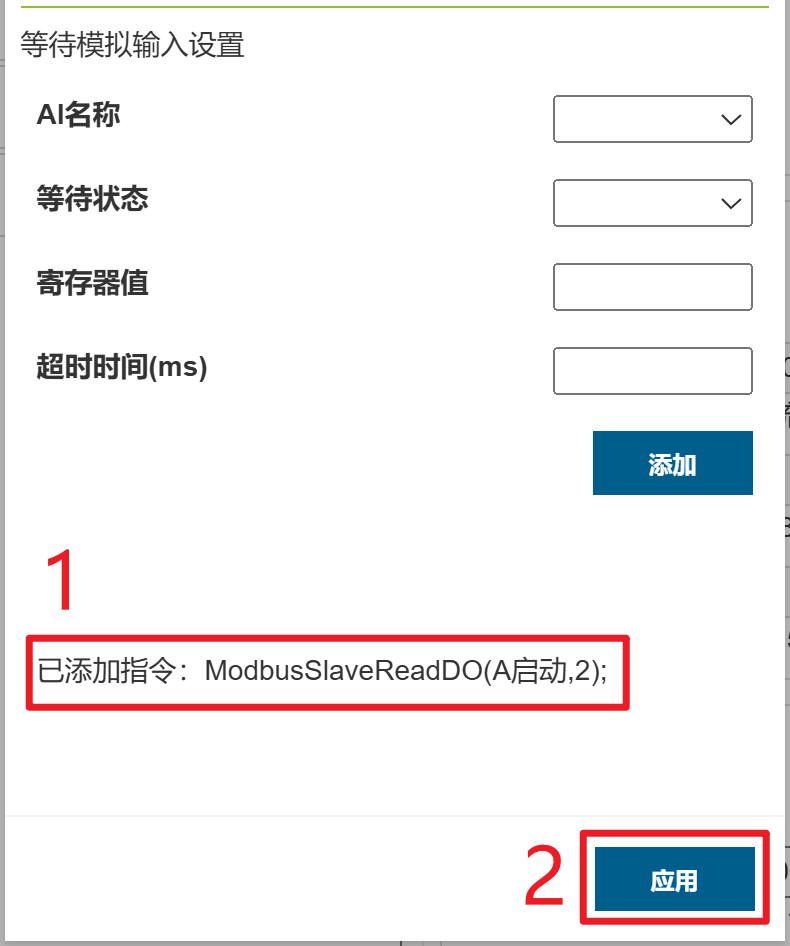 等待模拟输入设置
AI名称
等待状态
寄存器值
超时时间(ms)
添加
1
已添加指令：ModbusSlaveReadDO(A启动,2);
2
应用